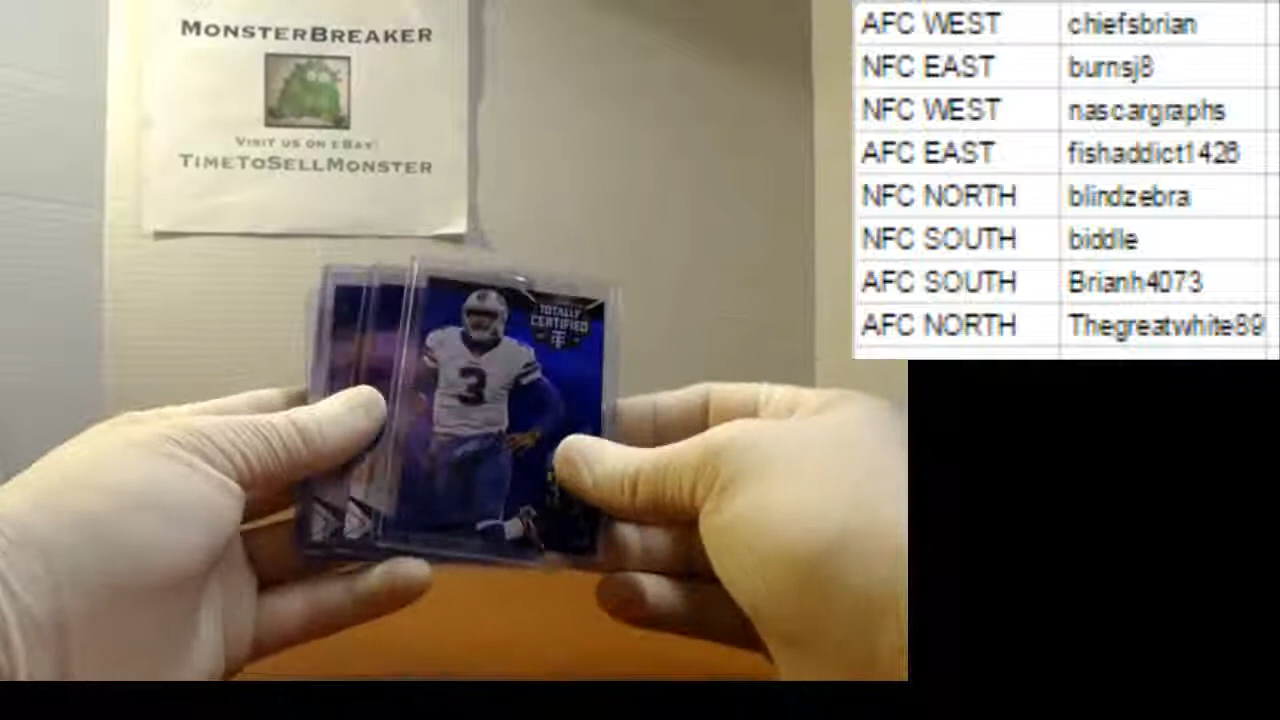 MONSTERBREAKER
VISIT US ON EBAY!
TIMETOSELLMONSTER
TOTALLY
CERTIFIED
3
AFC WEST chiefsbrian
NFC EAST burnsj8
NFC WEST nascargraphs
AFC EAST fishaddict1426
NFC NORTH blindzebra
NFC SOUTH biddle
AFC SOUTH Brianh4073
AFC NORTH Thegreatwhite89